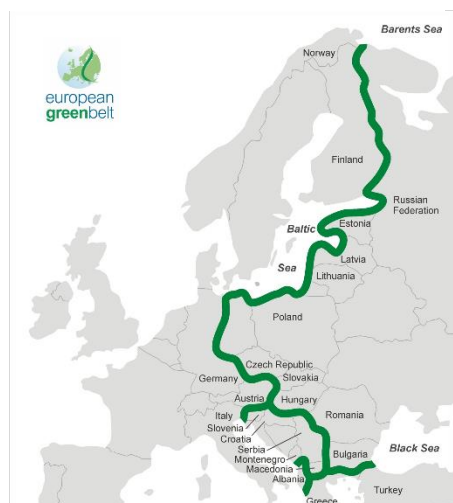 Barents Sea
Norway
european
greenbelt
Finland
Russian
Federation
Estonia
Baltic
Sea
Latvia
Lithuania
Poland
Czech Republic
Germany
Slovakia
Austria
Hungary
Italy
Romania
Slovenia
Croatia
Serbia
Black Sea
Montenegro
Bulgaria
Macedonia
Albania
Turkey
Greece